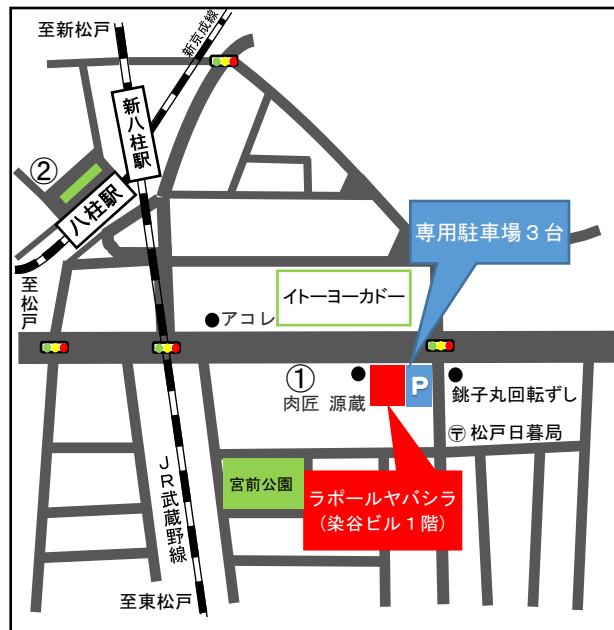 至新松戸
新京成線
新八柱駅
②
八柱駅
専用駐車場３台
至松戸
イトーヨーカドー
アコレ
①
肉匠 源蔵
P
銚子丸回転ずし
〶 松戸日暮局
JR武蔵野線
宮前公園
ラポールヤバシラ
(染谷ビル１階)
至東松戸